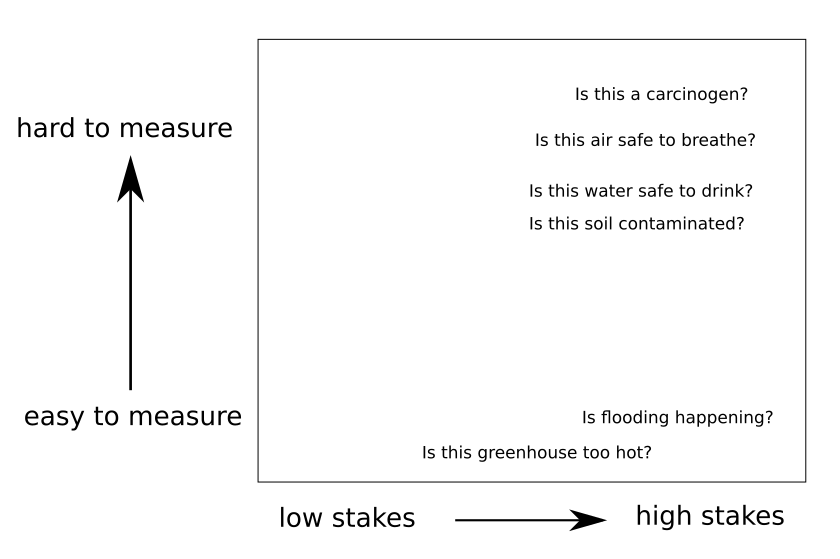 Is this a carcinogen?
hard to measure
Is this air safe to breathe?
Is this water safe to drink?
Is this soil contaminated?
easy to measure
Is flooding happening?
Is this greenhouse too hot?
low stakes
high stakes